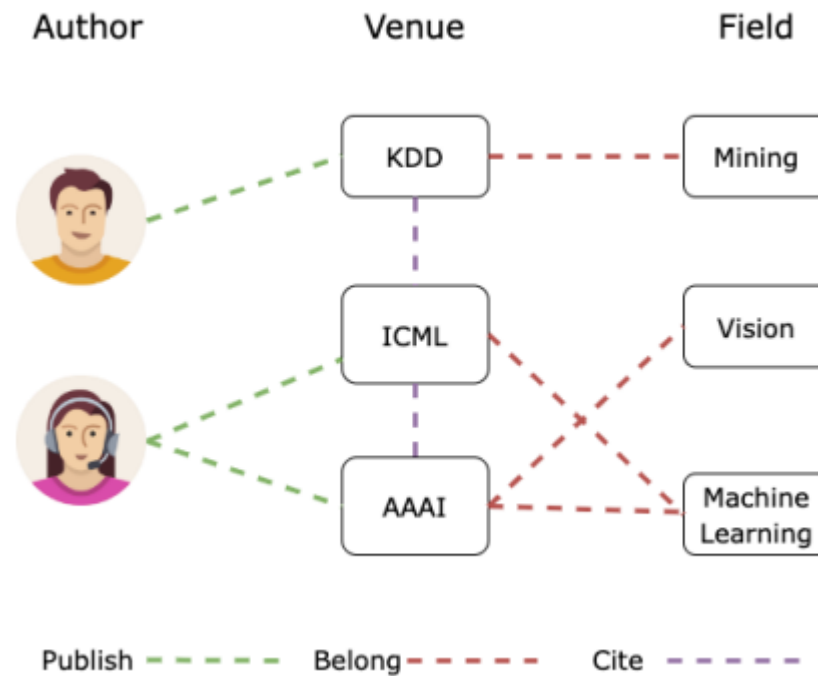 Author Venue Field
KDD Mining
ICML Vision
AAAI Machine
Learning
Publish Belong Cite